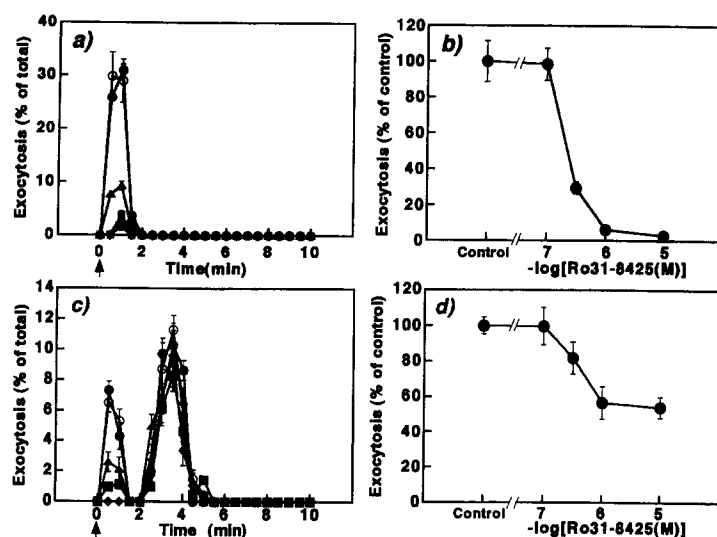 a)
Exocytosis (% of total)
40
30
20
10
0
0 2 4 6 8 10
Time(min)
b)
Exocytosis (% of control)
120
100
80
60
40
20
0
Control 7 6 5
-log[Ro31-8425(M)]
c)
Exocytosis (% of total)
14
12
10
8
6
4
2
0
0 2 4 6 8 10
Time (min)
d)
Exocytosis (% of control)
120
100
80
60
40
20
0
Control 7 6 5
-log[Ro31-8425(M)]